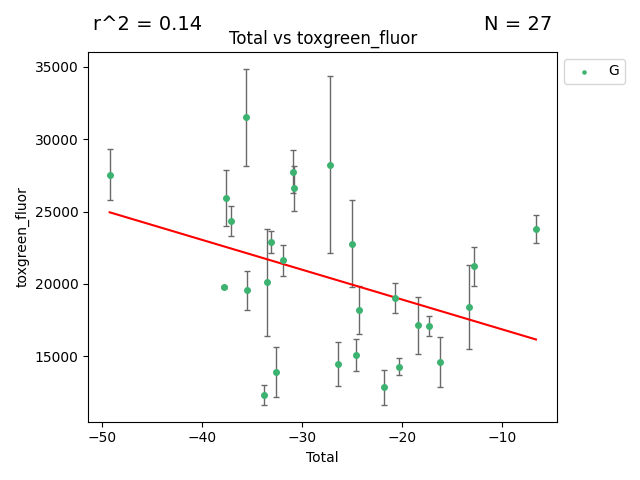 r^2 = 0.14
N = 27
Total vs toxgreen_fluor
G
35000
30000
25000
20000
15000
toxgreen_fluor
−50
−40
−30
−20
−10
Total